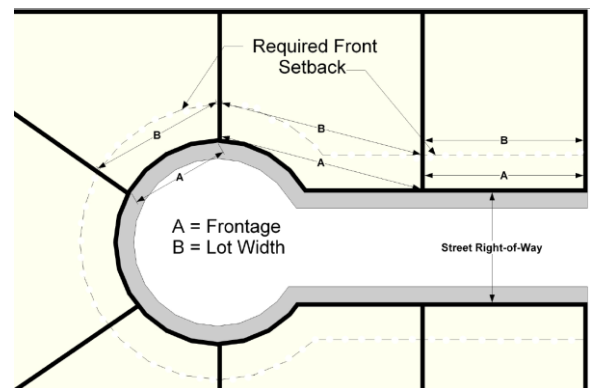 Required Front
Setback
B
B
B
A
A
A
A = Frontage
B = Lot Width
Street Right-of-Way